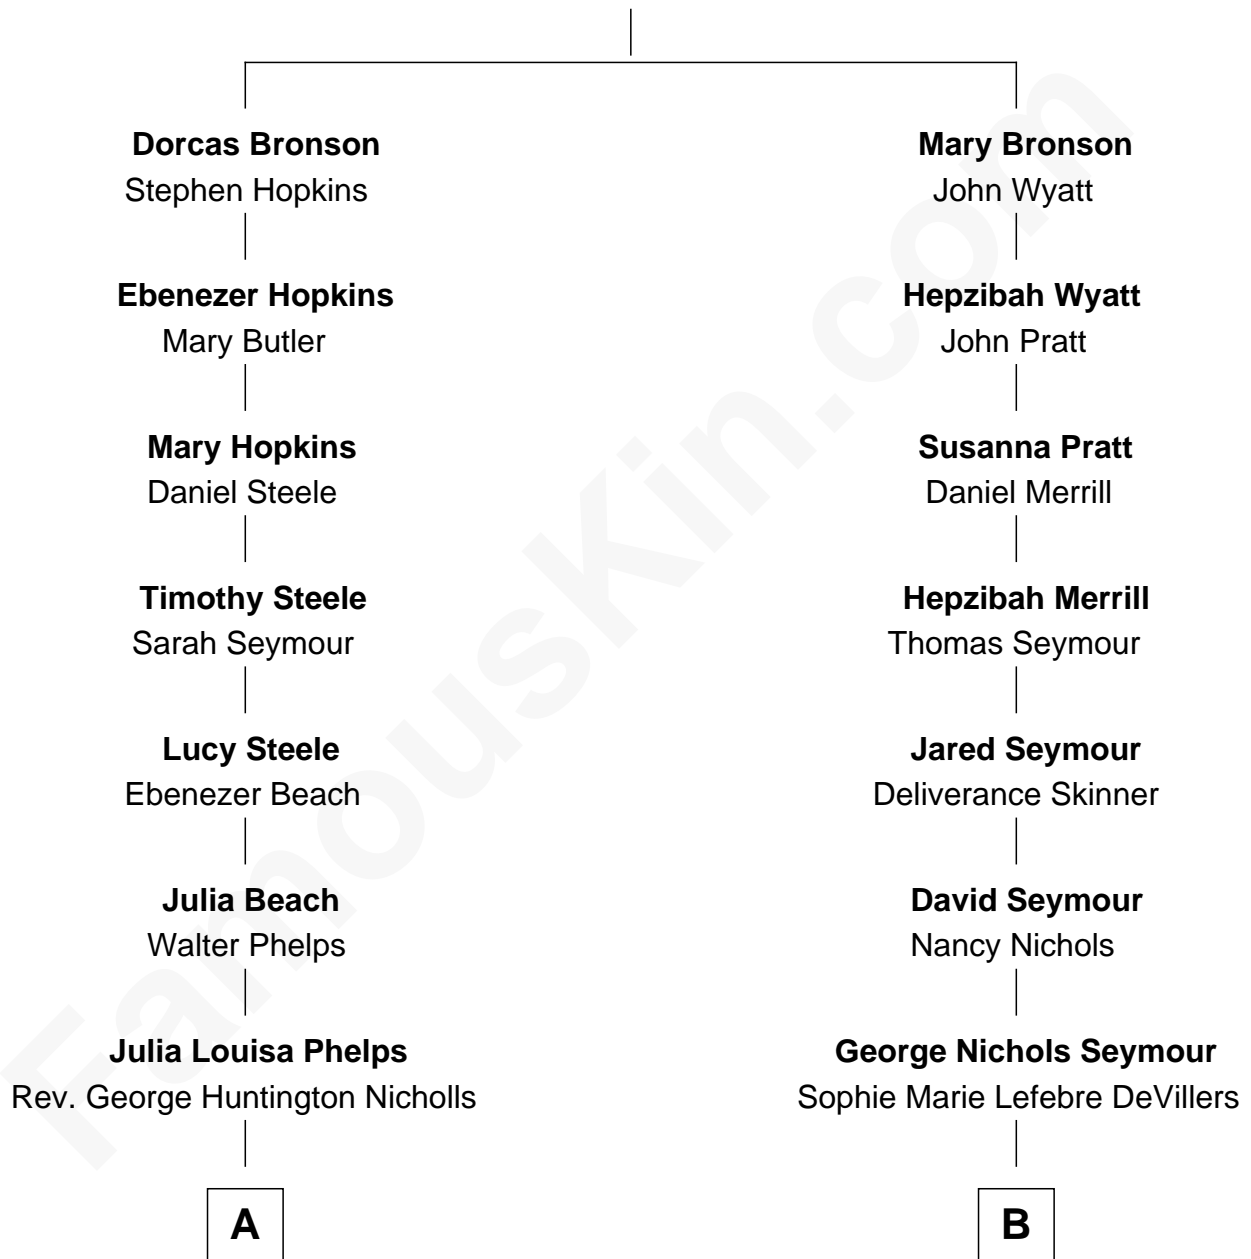 Dorcas Bronson
Stephen Hopkins
Ebenezer Hopkins
Mary Butler
Mary Hopkins
Daniel Steele
Timothy Steele
Sarah Seymour
Lucy Steele
Ebenezer Beach
Julia Beach
Walter Phelps
Julia Louisa Phelps
Rev. George Huntington Nicholls
A
Mary Bronson
John Wyatt
Hepzibah Wyatt
John Pratt
Susanna Pratt
Daniel Merrill
Hepzibah Merrill
Thomas Seymour
Jared Seymour
Deliverance Skinner
David Seymour
Nancy Nichols
George Nichols Seymour
Sophie Marie Lefebre DeVillers
B
FamousKin.com